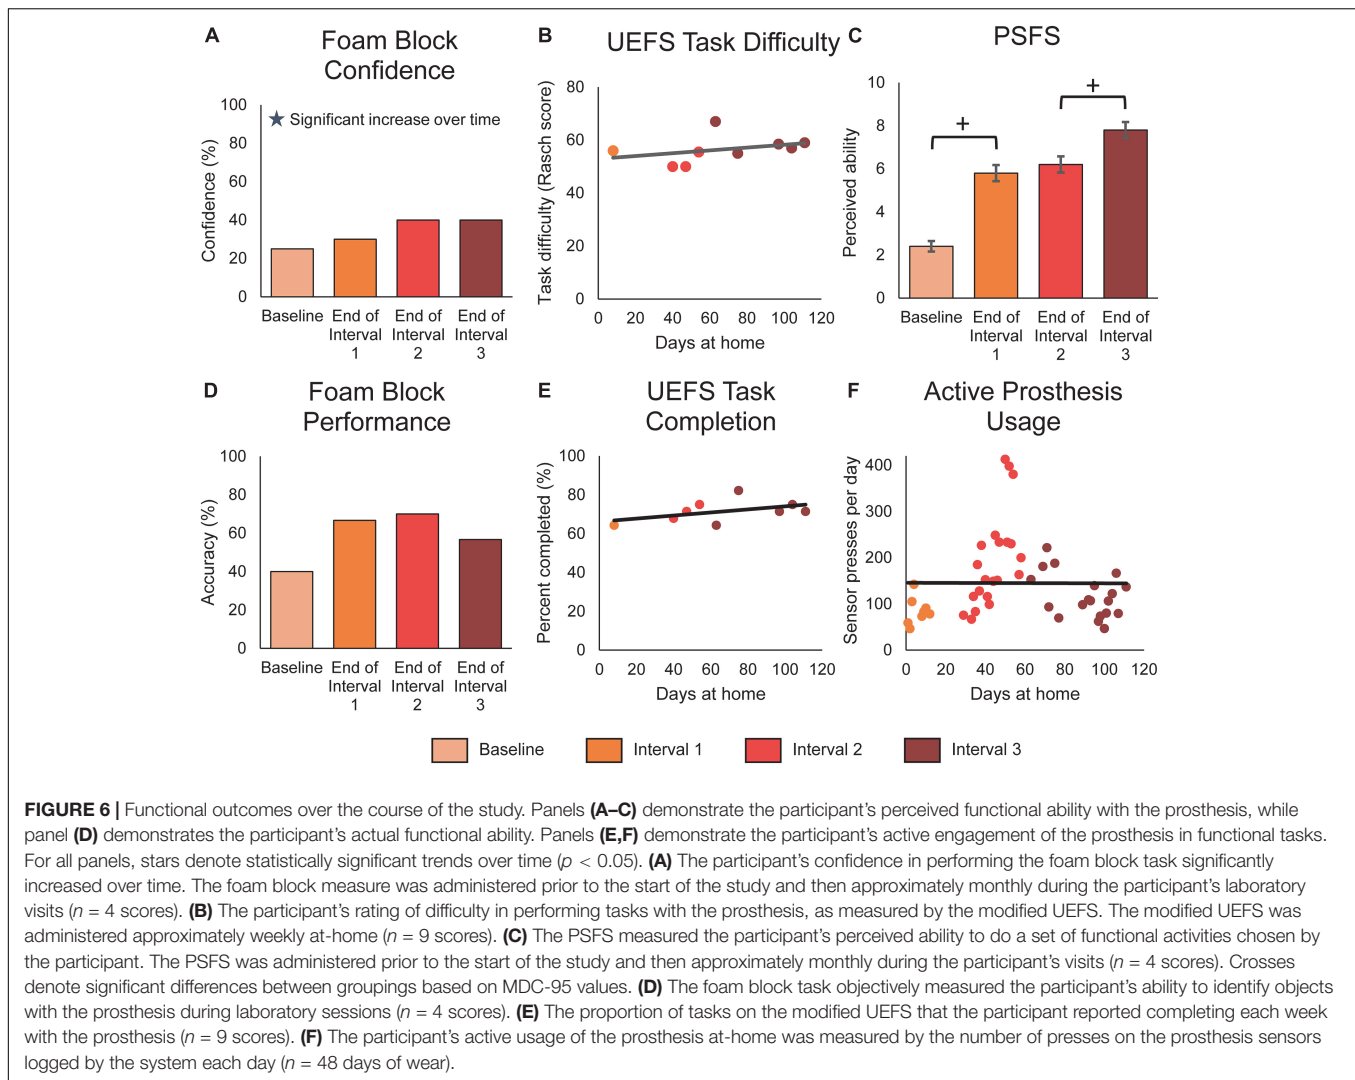 A
Foam Block
Confidence
★ Significant increase over time
Confidence (%)
100
80
60
40
20
0
Baseline
End of
Interval
1
End of
Interval
2
End of
Interval
3
B
UEFS Task Difficulty
Task difficulty (Rasch score)
80
60
40
20
0
0 20 40 60 80 100 120
Days at home
C
PSFS
Perceived ability
10
8
6
4
2
0
+
+
Baseline
End of
Interval
1
End of
Interval
2
End of
Interval
3
D
Foam Block
Performance
Accuracy (%)
100
80
60
40
20
0
Baseline
End of
Interval
1
End of
Interval
2
End of
Interval
3
E
UEFS Task
Completion
Percent completed (%)
100
80
60
40
20
0
0 20 40 60 80 100 120
Days at home
F
Active Prosthesis
Usage
Sensor presses per day
400
300
200
100
0
0 20 40 60 80 100 120
Days at home
Baseline
Interval 1
Interval 2
Interval 3
FIGURE 6 | Functional outcomes over the course of the study. Panels (A–C) demonstrate the participant's perceived functional ability with the prosthesis, while
panel (D) demonstrates the participant's actual functional ability. Panels (E,F) demonstrate the participant's active engagement of the prosthesis in functional tasks.
For all panels, stars denote statistically significant trends over time (p < 0.05). (A) The participant's confidence in performing the foam block task significantly
increased over time. The foam block measure was administered prior to the start of the study and then approximately monthly during the participant's laboratory
visits (n = 4 scores). (B) The participant's rating of difficulty in performing tasks with the prosthesis, as measured by the modified UEFS. The modified UEFS was
administered approximately weekly at-home (n = 9 scores). (C) The PSFS measured the participant's perceived ability to do a set of functional activities chosen by
the participant. The PSFS was administered prior to the start of the study and then approximately monthly during the participant's visits (n = 4 scores). Crosses
denote significant differences between groupings based on MDC-95 values. (D) The foam block task objectively measured the participant's ability to identify objects
with the prosthesis during laboratory sessions (n = 4 scores). (E) The proportion of tasks on the modified UEFS that the participant reported completing each week
with the prosthesis (n = 9 scores). (F) The participant's active usage of the prosthesis at-home was measured by the number of presses on the prosthesis sensors
logged by the system each day (n = 48 days of wear).